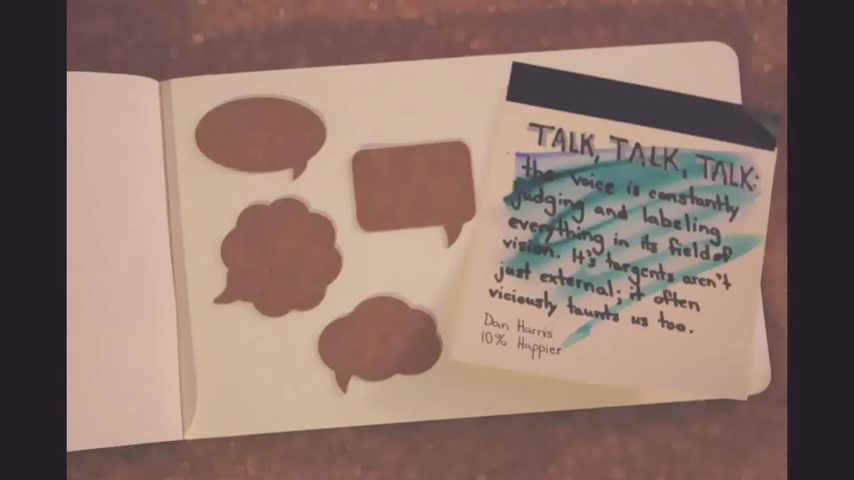 TALK, TALK, TALK:
the voice is constantly
judging and labeling
everything in its field of
vision. It's targents aren't
just external; it often
viciously taunts us too.
Dan Harris
10% Happier